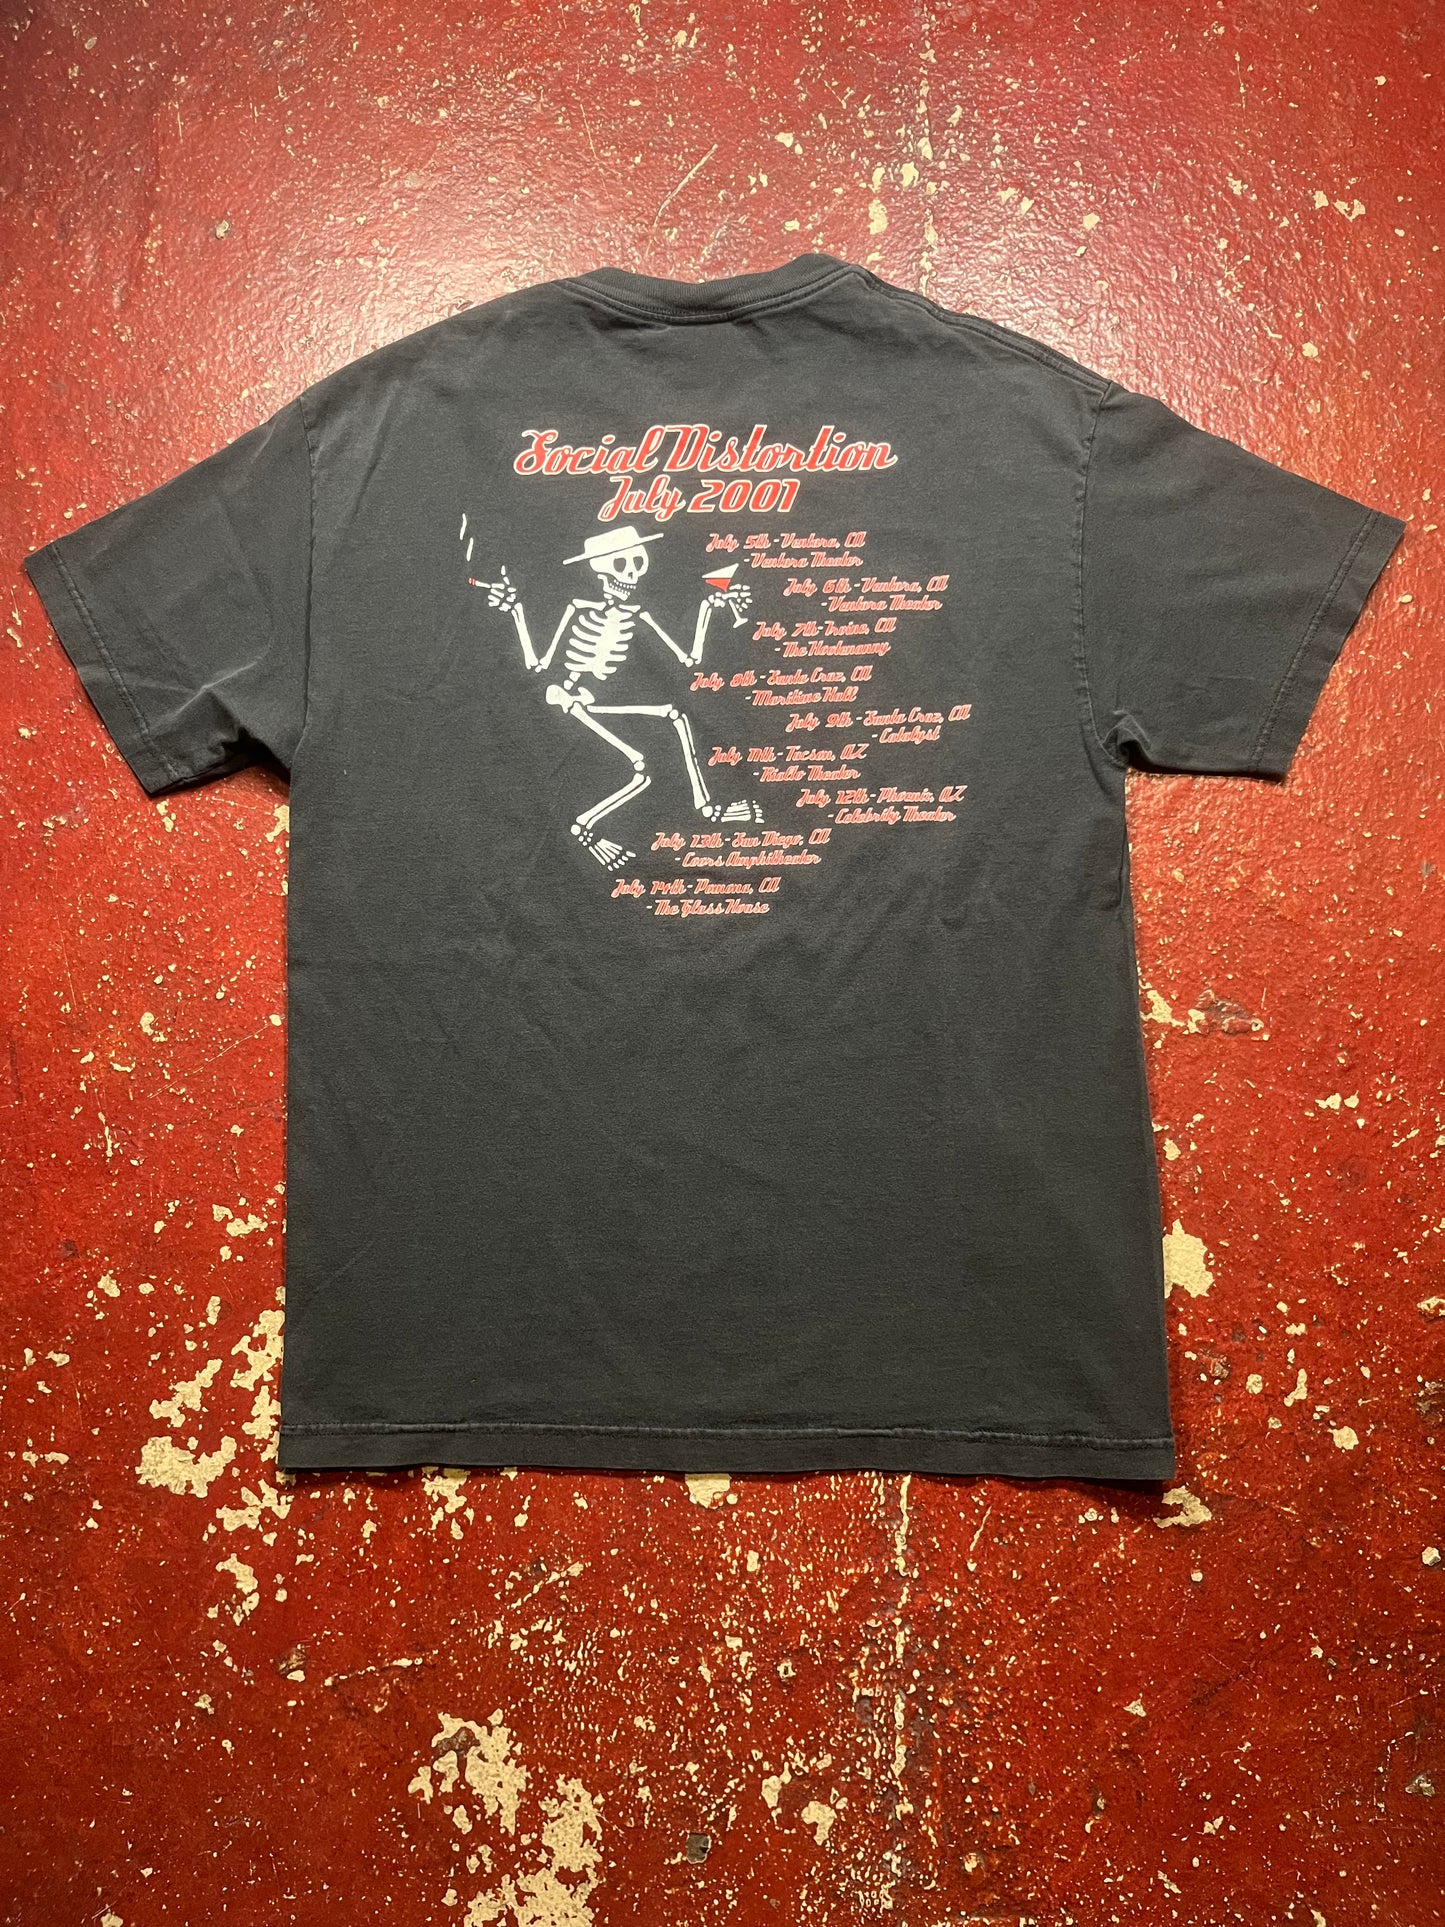 Social Distortion
July 2001
July 5th - Ventura, CA
- Ventura Theater
July 6th - Ventura, CA
- Ventura Theater
July 7th - Irvine, CA
- The Hootenanny
July 8th - Santa Cruz, CA
- Maritime Hall
July 9th - Santa Cruz, CA
- Catalyst
July 11th - Tucson, AZ
- Rialto Theater
July 12th - Phoenix, AZ
- Celebrity Theater
July 13th - San Diego, CA
- Coors Amphitheater
July 14th - Pomona, CA
- The Glass House